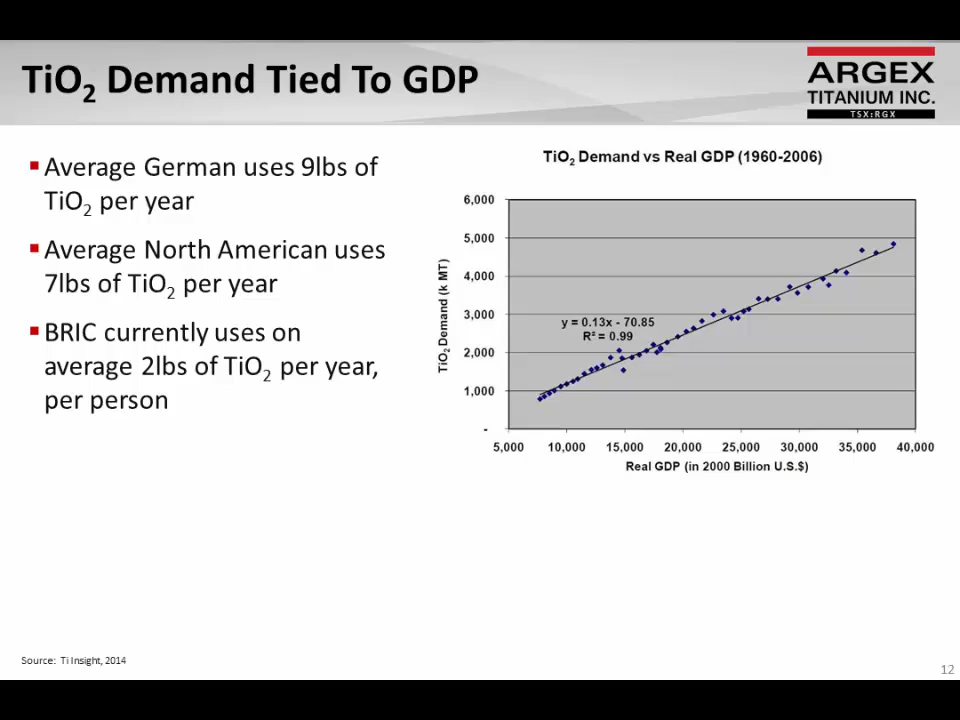 TiO₂ Demand Tied To GDP
ARGEX
TITANIUM INC.
TSX:RGX
▪Average German uses 9lbs of
TiO₂ per year
▪Average North American uses
7lbs of TiO₂ per year
▪BRIC currently uses on
average 2lbs of TiO₂ per year,
per person
TiO₂ Demand vs Real GDP (1960-2006)
TiO₂ Demand (k MT)
6,000
5,000
4,000
3,000
2,000
1,000
-
y = 0.13x - 70.85
R² = 0.99
5,000 10,000 15,000 20,000 25,000 30,000 35,000 40,000
Real GDP (in 2000 Billion U.S.$)
Source: Ti Insight, 2014
12